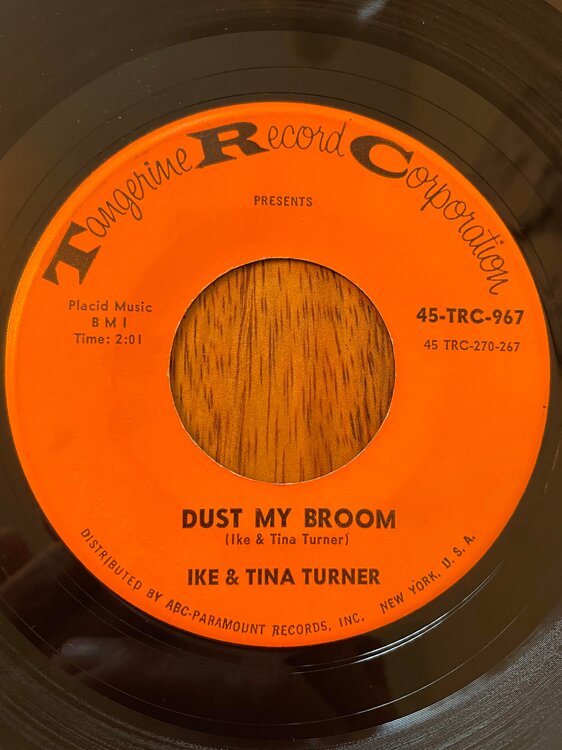 Tangerine Record Corporation
PRESENTS
Placid Music
BMI
Time: 2:01
45-TRC-967
45 TRC-270-267
DUST MY BROOM
(Ike & Tina Turner)
IKE & TINA TURNER
DISTRIBUTED BY ABC-PARAMOUNT RECORDS, INC. NEW YORK, U.S.A.